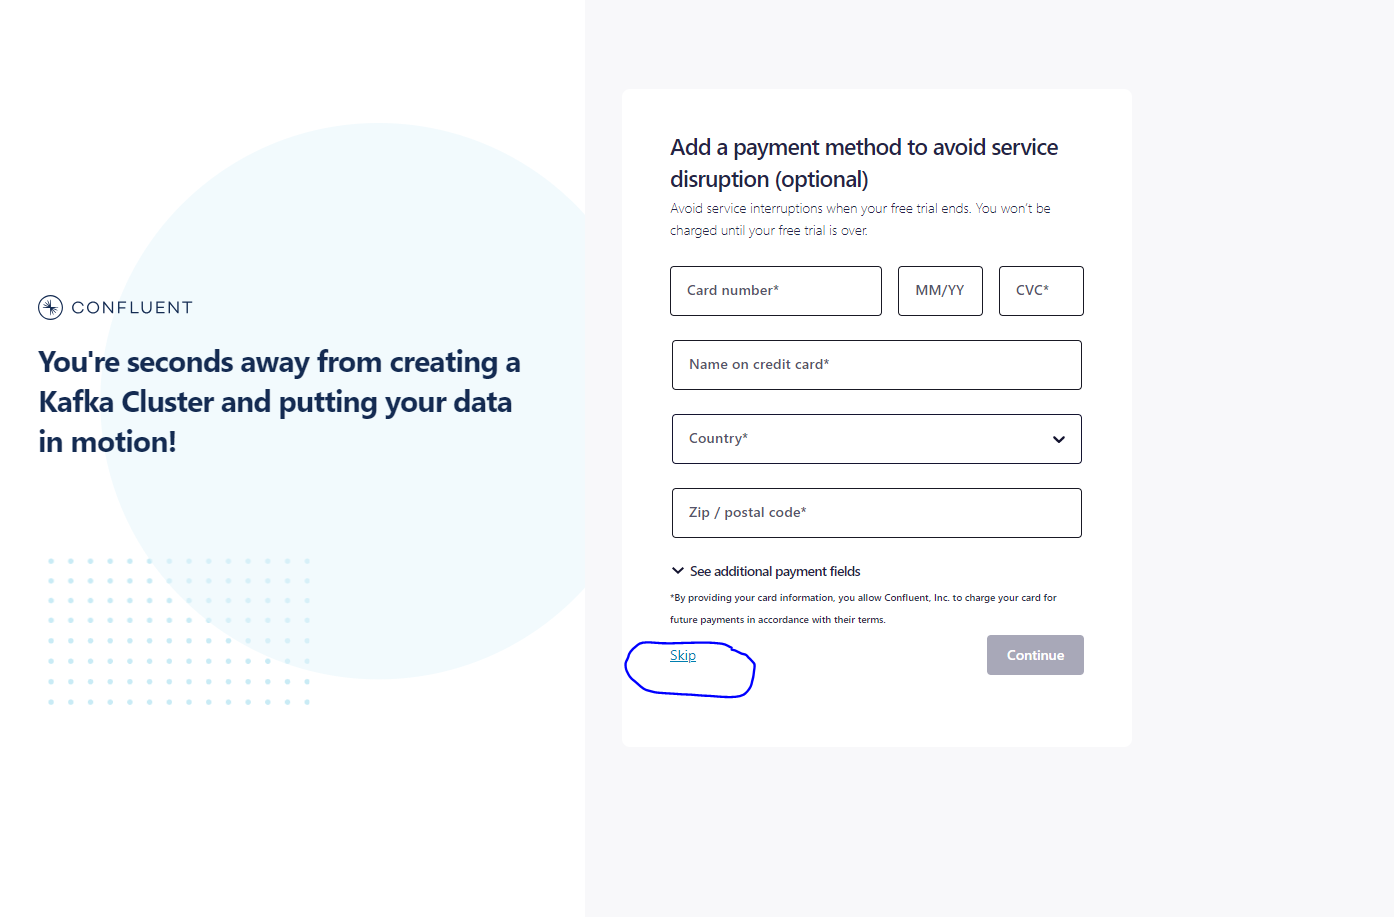 CONFLUENT
You're seconds away from creating a
Kafka Cluster and putting your data
in motion!
Add a payment method to avoid service
disruption (optional)
Avoid service interruptions when your free trial ends. You won't be
charged until your free trial is over.
Card number*
MM/YY
CVC*
Name on credit card*
Country*
Zip / postal code*
See additional payment fields
*By providing your card information, you allow Confluent, Inc. to charge your card for
future payments in accordance with their terms.
Skip
Continue